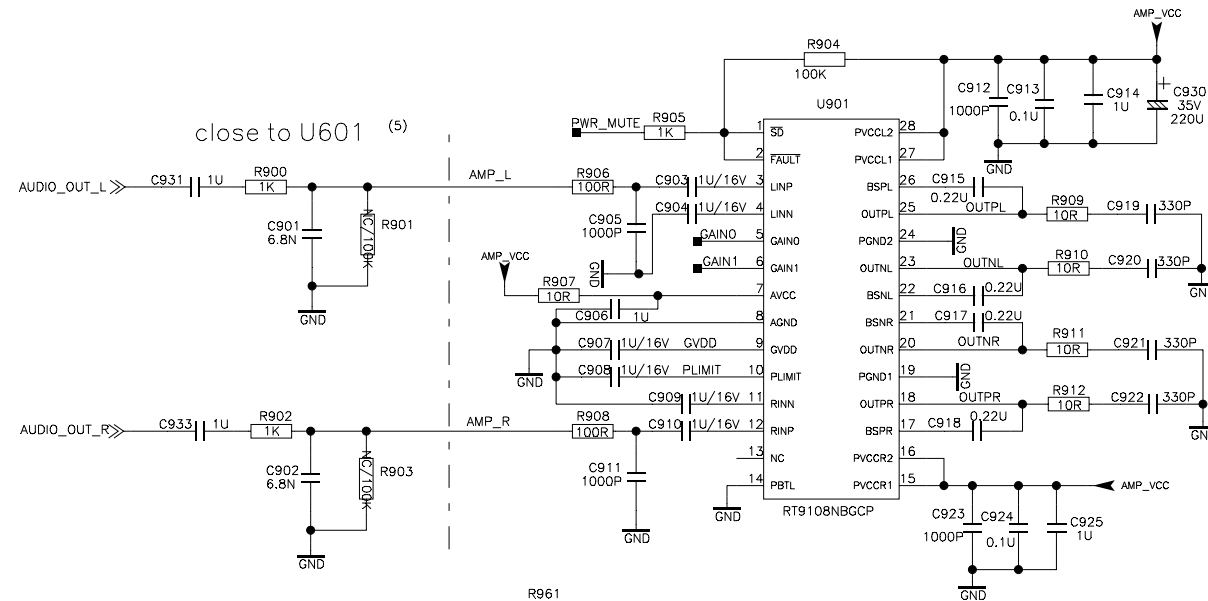 AMP_VCC
R904
100K
C912
1000P
C913
0.1U
C914
1U
C930
35V
220U
+
U901
close to U601 (5)
PWR_MUTE
R905
1K
GND
AUDIO_OUT_L
C931
1U
R900
1K
C901
6.8N
NC/100K
R901
GND
AMP_L
R906
100R
C905
1000P
C903
1U/16V
C904
1U/16V
GND
GAIN0
GAIN1
AMP_VCC
R907
10R
C906
1U
C907
1U/16V
GVDD
C908
1U/16V
PLIMIT
GND
C909
1U/16V
AUDIO_OUT_R
C933
1U
R902
1K
C902
6.8N
NC/100K
R903
GND
AMP_R
R908
100R
C910
1U/16V
C911
1000P
GND
GND
1 SD
2 FAULT
3 LINP
4 LINN
5 GAIN0
6 GAIN1
7 AVCC
8 AGND
9 GVDD
10 PLIMIT
11 RINN
12 RINP
13 NC
14 PBTL
PVCCL2 28
PVCCL1 27
BSPL 26
OUTPL 25
PGND2 24
OUTNL 23
BSNL 22
BSNR 21
OUTNR 20
PGND1 19
OUTPR 18
BSPR 17
PVCCR2 16
PVCCR1 15
RT9108NBGCP
C915
0.22U
OUTPL
R909
10R
C919
330P
GND
OUTNL
R910
10R
C920
330P
C916
0.22U
GN
C917
0.22U
OUTNR
R911
10R
C921
330P
GND
OUTPR
R912
10R
C922
330P
C918
0.22U
GN
AMP_VCC
C923
1000P
C924
0.1U
C925
1U
GND
R961